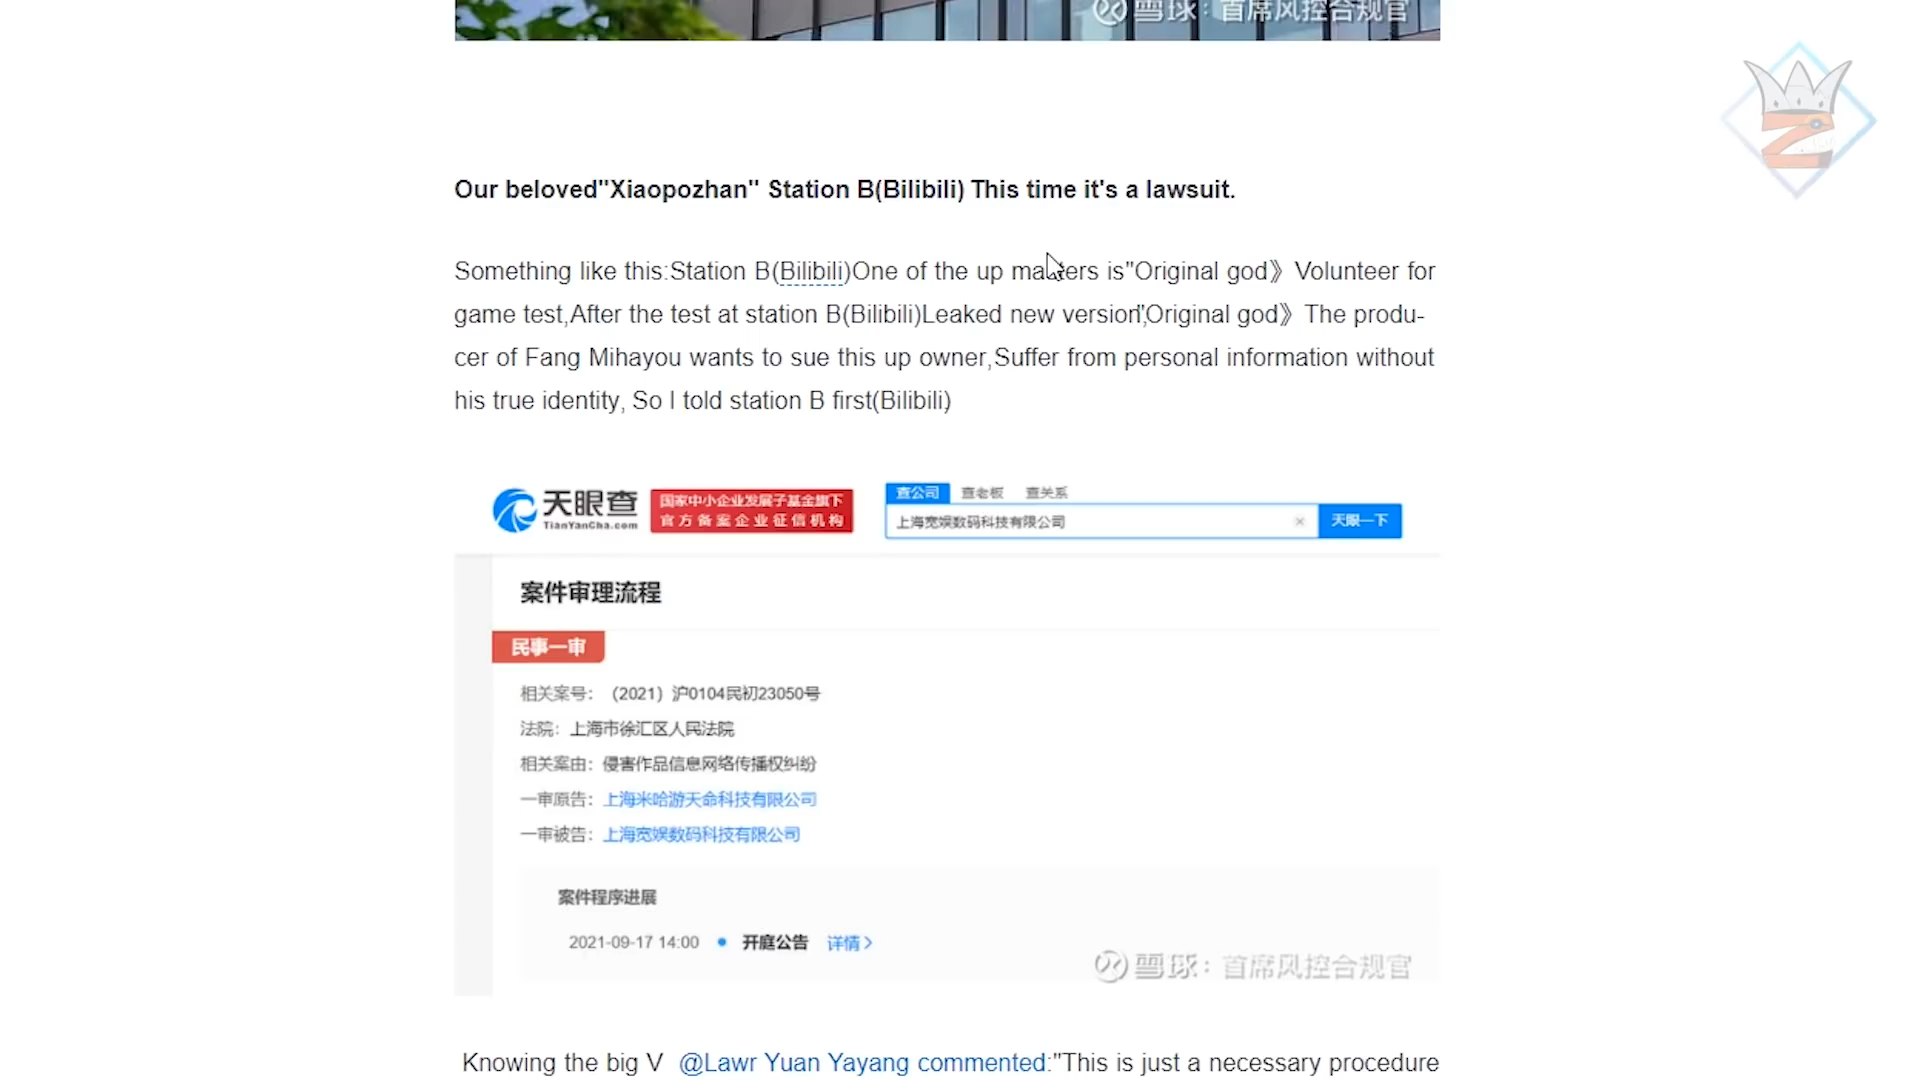 雪球：首席风控合规官
Our beloved"Xiaopozhan" Station B(Bilibili) This time it's a lawsuit.
Something like this:Station B(Bilibili)One of the up masters is"Original god》Volunteer for
game test,After the test at station B(Bilibili)Leaked new version",Original god》The produ-
cer of Fang Mihayou wants to sue this up owner,Suffer from personal information without
his true identity, So I told station B first(Bilibili)
天眼查
TianYanCha.com
国家中小企业发展子基金旗下
官方备案企业征信机构
查公司 查老板 查关系
上海宽娱数码科技有限公司 × 天眼一下
案件审理流程
民事一审
相关案号：（2021）沪0104民初23050号
法院：上海市徐汇区人民法院
相关案由：侵害作品信息网络传播权纠纷
一审原告：上海米哈游天命科技有限公司
一审被告：上海宽娱数码科技有限公司
案件程序进展
2021-09-17 14:00 开庭公告 详情>
雪球：首席风控合规官
Knowing the big V @Lawr Yuan Yayang commented:"This is just a necessary procedure